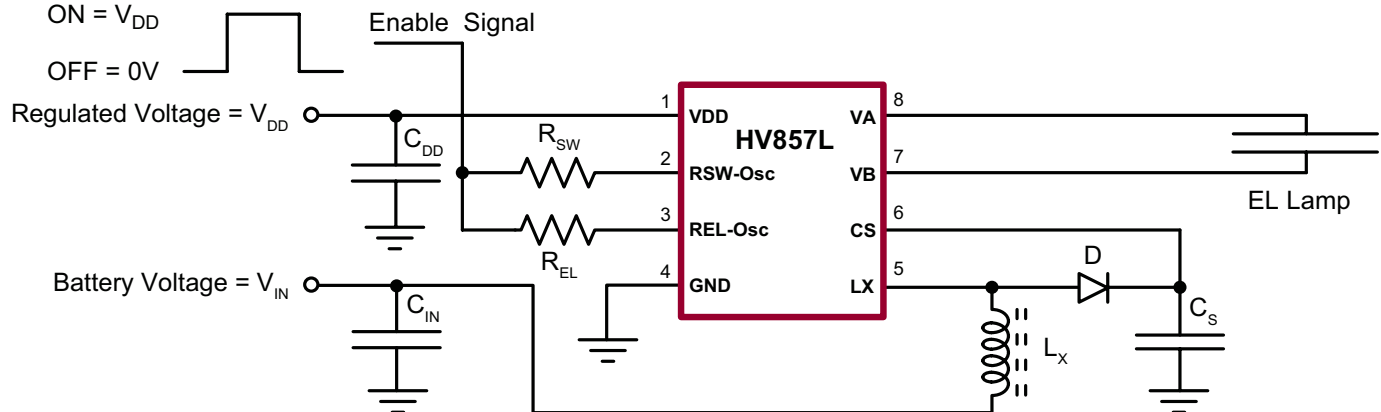 ON = VDD
Enable Signal
OFF = 0V
Regulated Voltage = VDD
CDD
RSW
REL
1
2
3
4
VDD
RSW-Osc
REL-Osc
GND
HV857L
VA
VB
CS
LX
8
7
6
5
EL Lamp
D
CS
LX
Battery Voltage = VIN
CIN